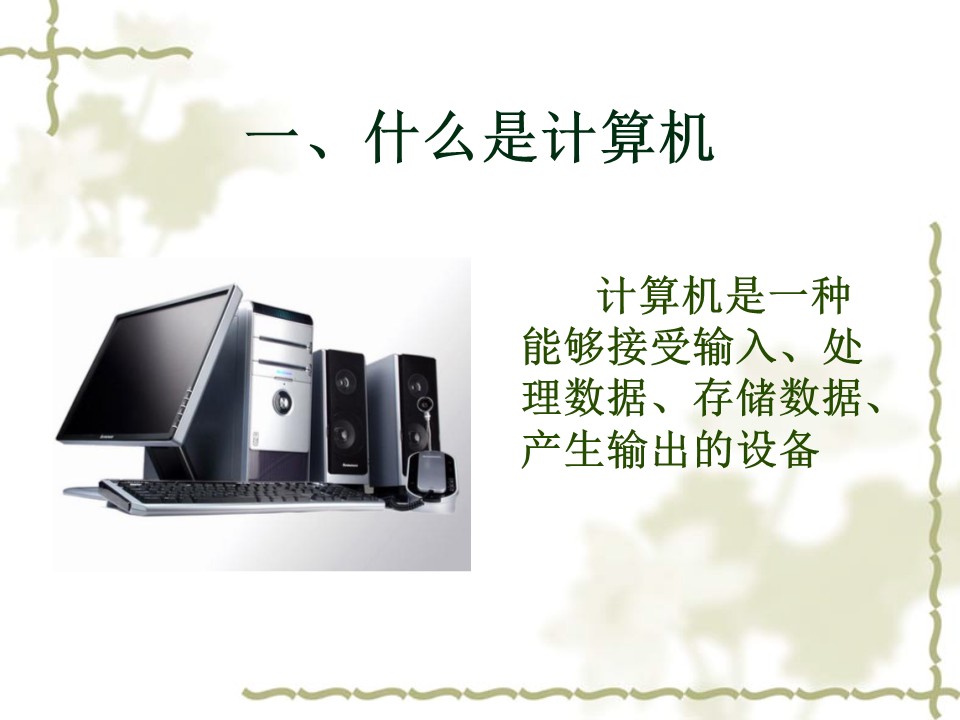 一、什么是计算机
计算机是一种
能够接受输入、处
理数据、存储数据、
产生输出的设备